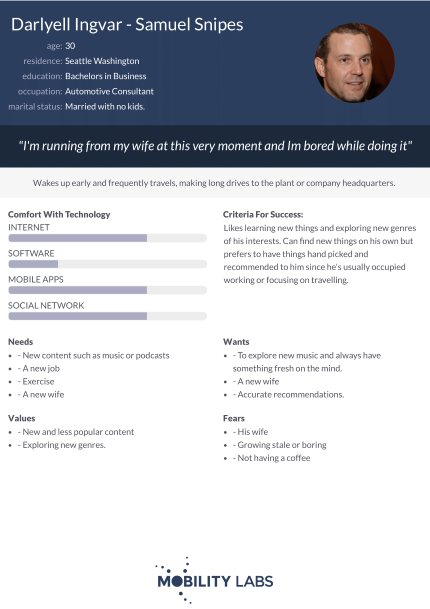 Darlyell Ingvar - Samuel Snipes
age: 30
residence: Seattle Washington
education: Bachelors in Business
occupation: Automotive Consultant
marital status: Married with no kids.
"I'm running from my wife at this very moment and Im bored while doing it"
Wakes up early and frequently travels, making long drives to the plant or company headquarters.
Comfort With Technology
INTERNET
SOFTWARE
MOBILE APPS
SOCIAL NETWORK
Criteria For Success:
Likes learning new things and exploring new genres
of his interests. Can find new things on his own but
prefers to have things hand picked and
recommended to him since he's usually occupied
working or focusing on travelling.
Needs
• - New content such as music or podcasts
• - A new job
• - Exercise
• - A new wife
Wants
• - To explore new music and always have
something fresh on the mind.
• - A new wife
• - Accurate recommendations.
Values
• - New and less popular content
• - Exploring new genres.
Fears
• - His wife
• - Growing stale or boring
• - Not having a coffee
MOBILITY LABS